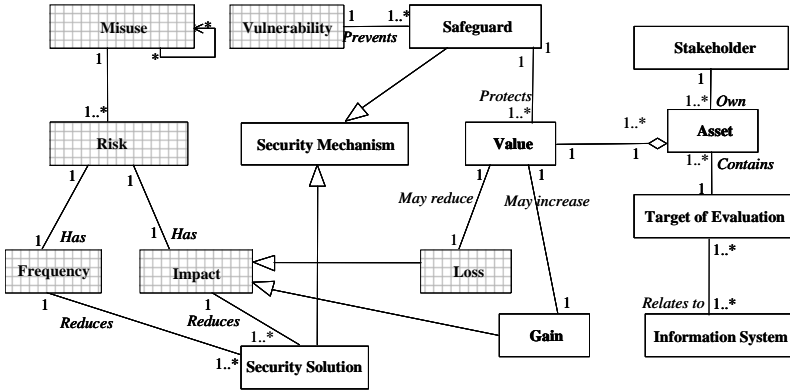 Misuse
*
*
Vulnerability
1
1..*
Prevents
Safeguard
1
1
Stakeholder
1
1
1..*
Own
Protects
1..*
1..*
1..*
Risk
Security Mechanism
Value
1
1
Asset
1..*
Contains
1
1
1
1
May reduce
May increase
1
Target of Evaluation
1..*
1
Has
1
Has
1
Frequency
Impact
Loss
Relates to
1..*
1
1
1
Reduces
Reduces
Gain
Information System
1..*
1..*
Security Solution